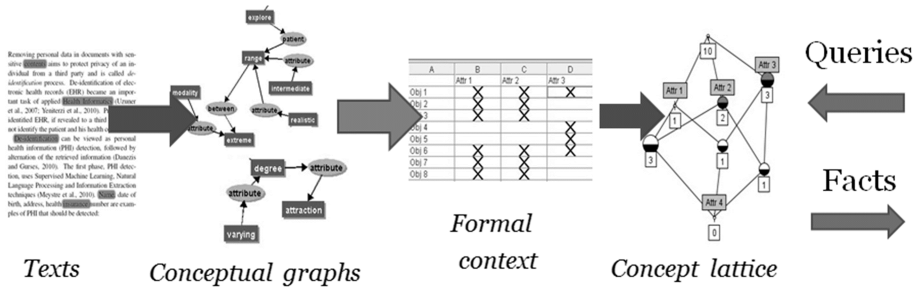 Removing personal data in documents with sen-
sitive aims to protect privacy of an in-
dividual from a third party and is called de-
identification process. De-identification of elec-
tronic health records (EHR) became an impor-
tant task of applied Health Informatics (Uzuner
et al., 2007; Yeniterzi et al., 2010).
identified EHR, if revealed to a third
not identify the patient and his health
De-identification can be viewed as personal
health information (PHI) detection, followed by
alternation of the retrieved information (Danezis
and Gurses, 2010). The first phase, PHI detec-
tion, uses Supervised Machine Learning, Natural
Language Processing and Information Extraction
techniques (Meystre et al., 2010). Name, date of
birth, address, health insurance number are exam-
ples of PHI that should be detected:
Texts
explore
patient
range
attribute
intermediate
modality
between
attribute
realistic
attribute
extreme
degree
attribute
attribute
attraction
varying
Conceptual graphs
A B C D
Attr 1 Attr 2 Attr 3
Obj 1 X X X
Obj 2 X X
3 X X
Obj 4 X
Obj 5 X
Obj 6 X X X
Obj 7 X X
Obj 8 X X
Formal
context
10
Attr 3
Attr 1
Attr 2
3
1
2
3
1
1
Attr 4
0
Concept lattice
Queries
Facts